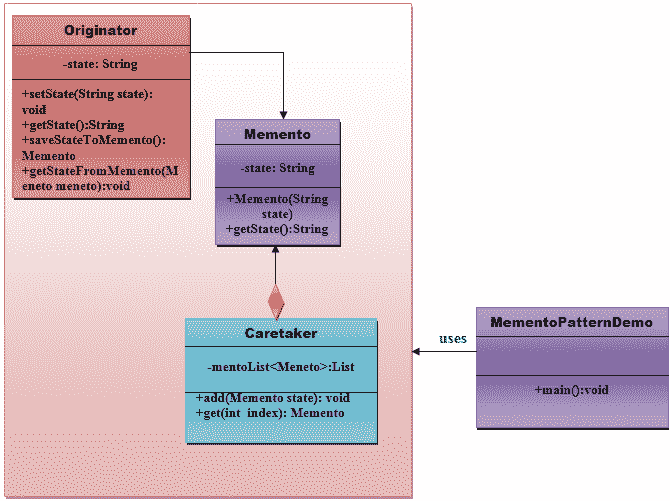 Originator
-state: String
+setState(String state):
void
+getState():String
+saveStateToMemento():
Memento
+getStateFromMemento(M
eneto meneto):void
Memento
-state: String
+Memento(String
state)
+getState():String
Caretaker
-mentoList<Meneto>:List
+add(Memento state): void
+get(int index): Memento
uses
MementoPatternDemo
+main():void